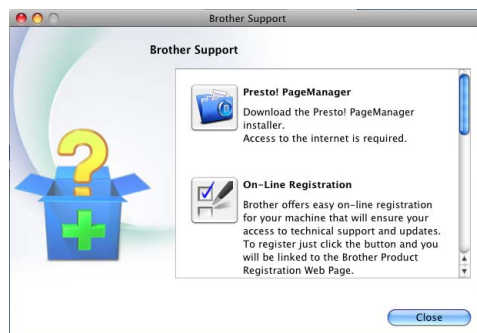 Brother Support
Brother Support
Presto! PageManager
Download the Presto! PageManager
installer.
Access to the internet is required.
On-Line Registration
Brother offers easy on-line registration
for your machine that will ensure your
access to technical support and updates.
To register just click the button and you
will be linked to the Brother Product
Registration Web Page.
Close